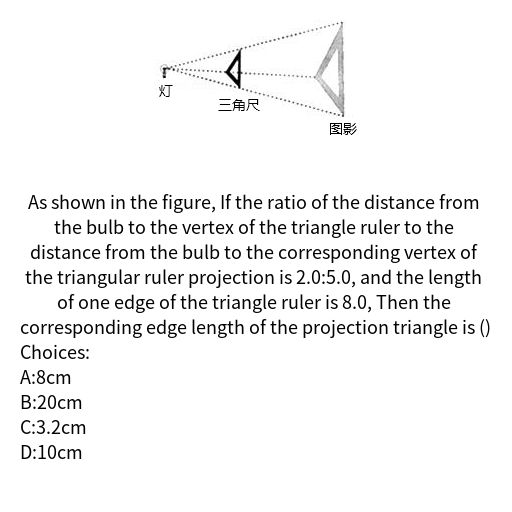 灯
三角尺
图影
As shown in the figure, If the ratio of the distance from
the bulb to the vertex of the triangle ruler to the
distance from the bulb to the corresponding vertex of
the triangular ruler projection is 2.0:5.0, and the length
of one edge of the triangle ruler is 8.0, Then the
corresponding edge length of the projection triangle is ()
Choices:
A:8cm
B:20cm
C:3.2cm
D:10cm